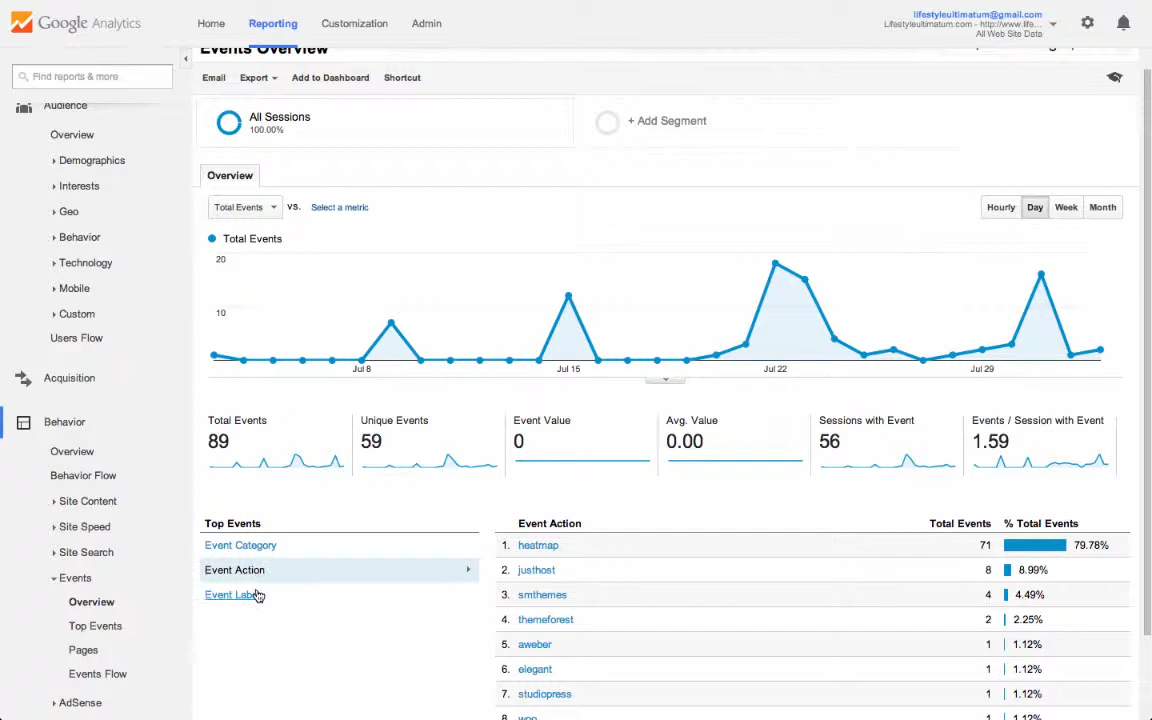 Google Analytics
Home
Reporting
Customization
Admin
lifestyleultimatum@gmail.com
Lifestyleultimatum.com - http://www.life...
All Web Site Data
Find reports & more
Audience
Overview
Demographics
Interests
Geo
Behavior
Technology
Mobile
Custom
Users Flow
Acquisition
Behavior
Overview
Behavior Flow
Site Content
Site Speed
Site Search
Events
Overview
Top Events
Pages
Events Flow
AdSense
Events Overview
Email
Export
Add to Dashboard
Shortcut
All Sessions
100.00%
+ Add Segment
Overview
Total Events
vs.
Select a metric
Hourly
Day
Week
Month
Total Events
20
10
Jul 8
Jul 15
Jul 22
Jul 29
Total Events
89
Unique Events
59
Event Value
0
Avg. Value
0.00
Sessions with Event
56
Events / Session with Event
1.59
Top Events
Event Category
Event Action
Event Label
Event Action Total Events % Total Events
1. heatmap 71 79.78%
2. justhost 8 8.99%
3. smthemes 4 4.49%
4. themeforest 2 2.25%
5. aweber 1 1.12%
6. elegant 1 1.12%
7. studiopress 1 1.12%
8. woo 1 1.12%